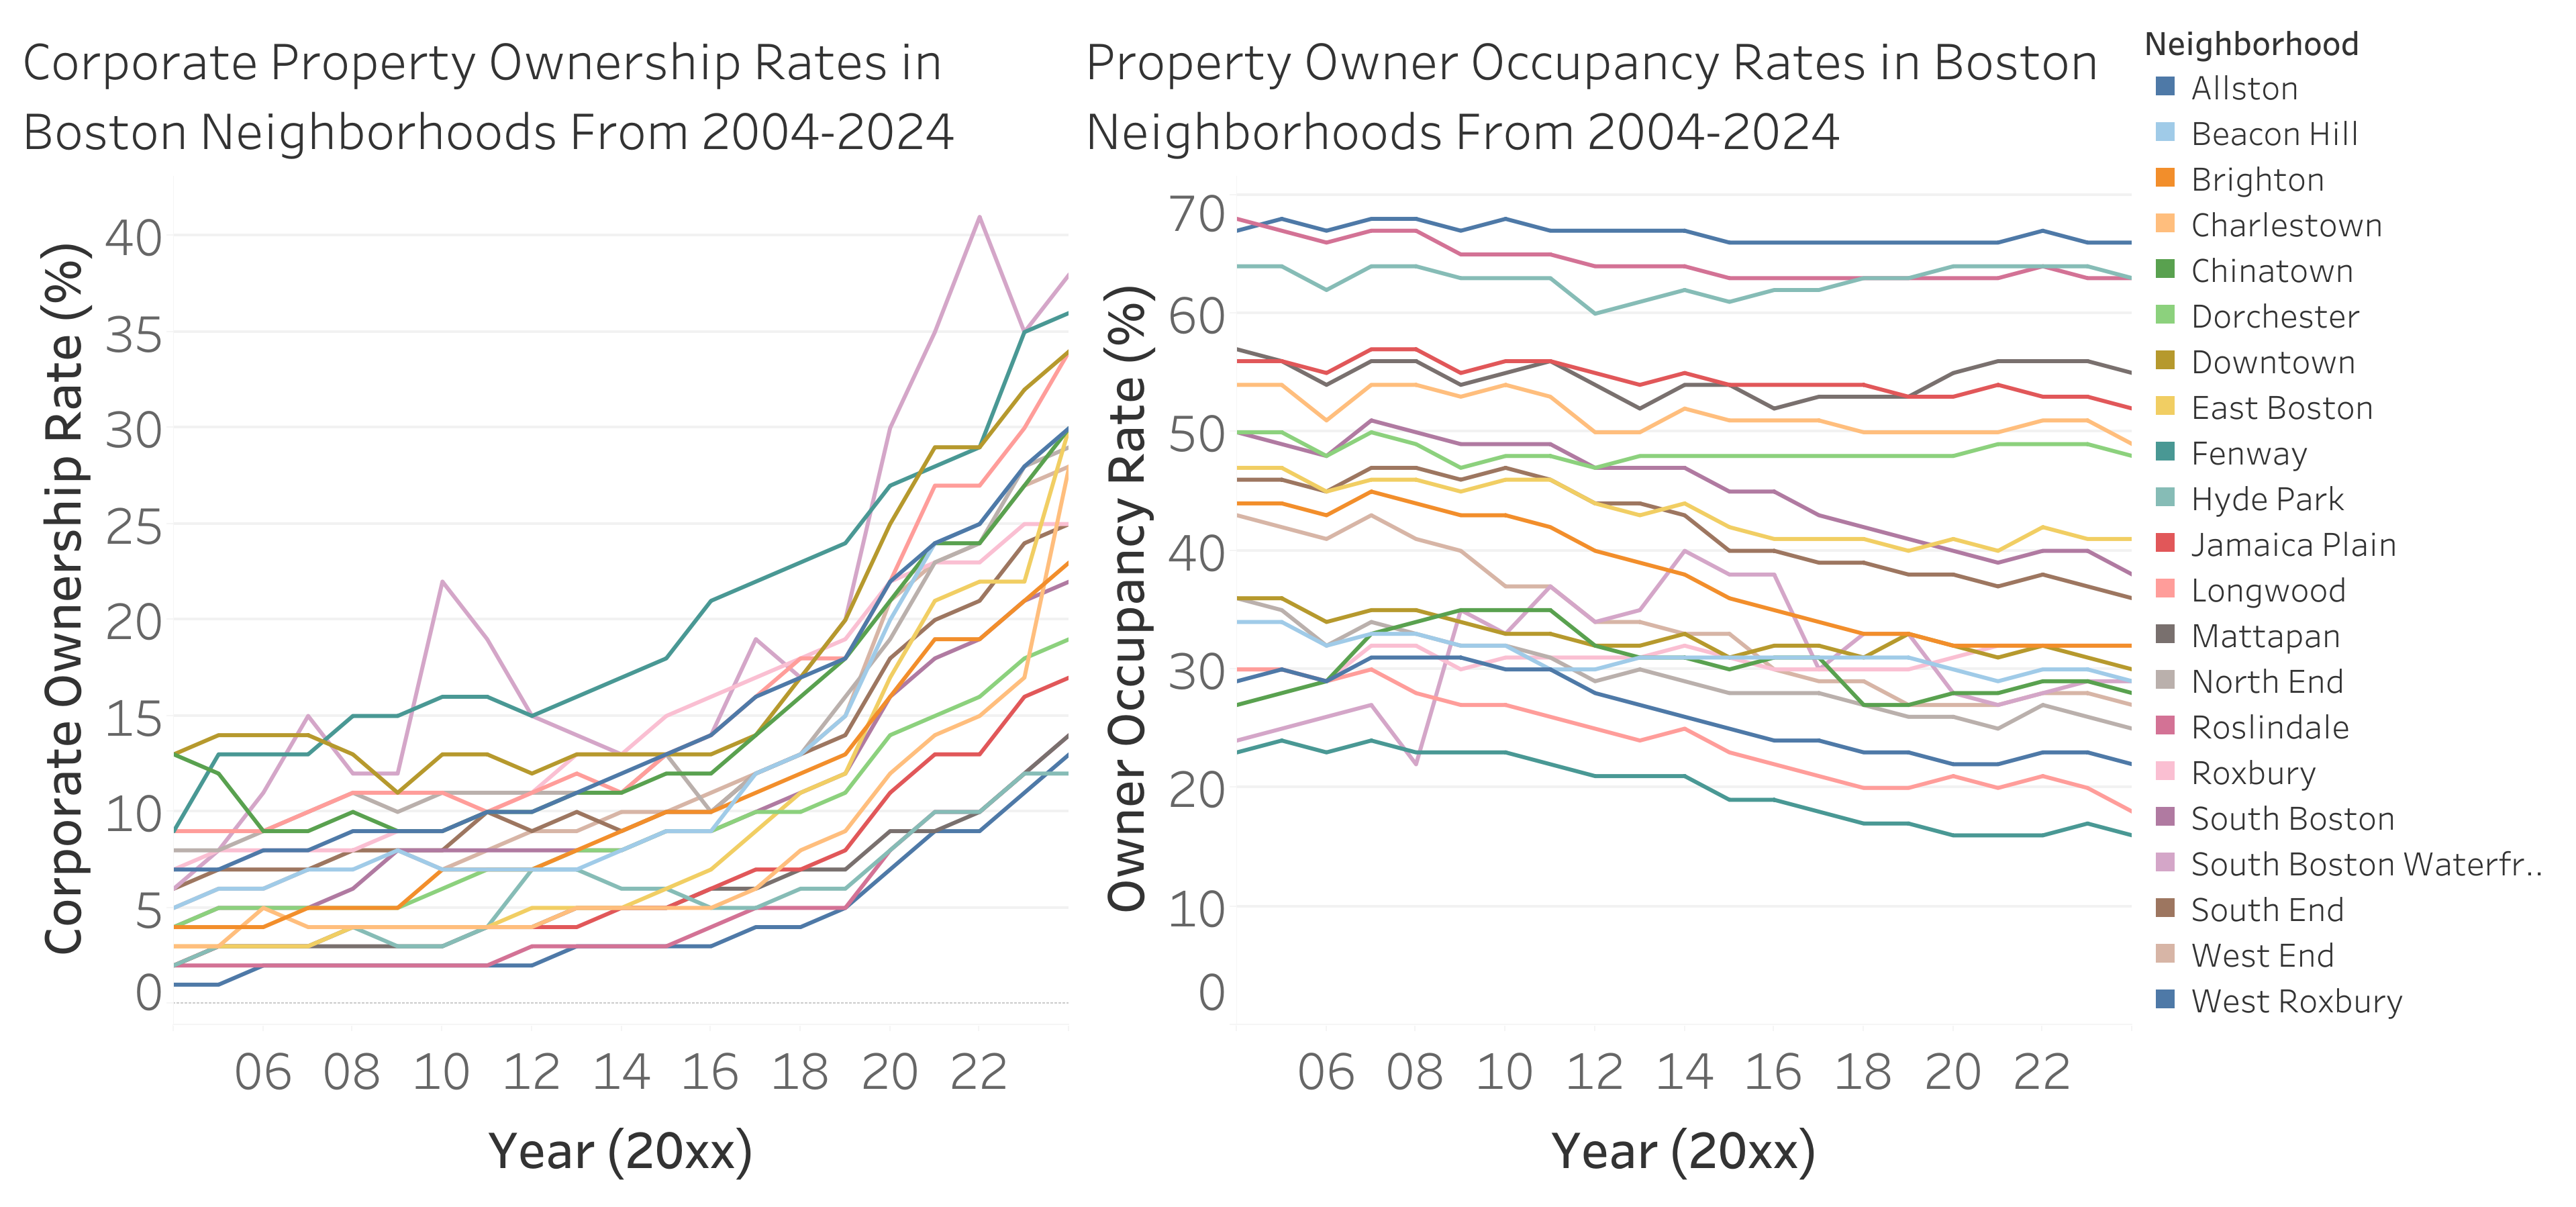 Corporate Property Ownership Rates in
Boston Neighborhoods From 2004-2024
Corporate Ownership Rate (%)
40
35
30
25
20
15
10
5
0
06 08 10 12 14 16 18 20 22
Year (20xx)
Property Owner Occupancy Rates in Boston
Neighborhoods From 2004-2024
Owner Occupancy Rate (%)
70
60
50
40
30
20
10
0
06 08 10 12 14 16 18 20 22
Year (20xx)
Neighborhood
Allston
Beacon Hill
Brighton
Charlestown
Chinatown
Dorchester
Downtown
East Boston
Fenway
Hyde Park
Jamaica Plain
Longwood
Mattapan
North End
Roslindale
Roxbury
South Boston
South Boston Waterfr..
South End
West End
West Roxbury